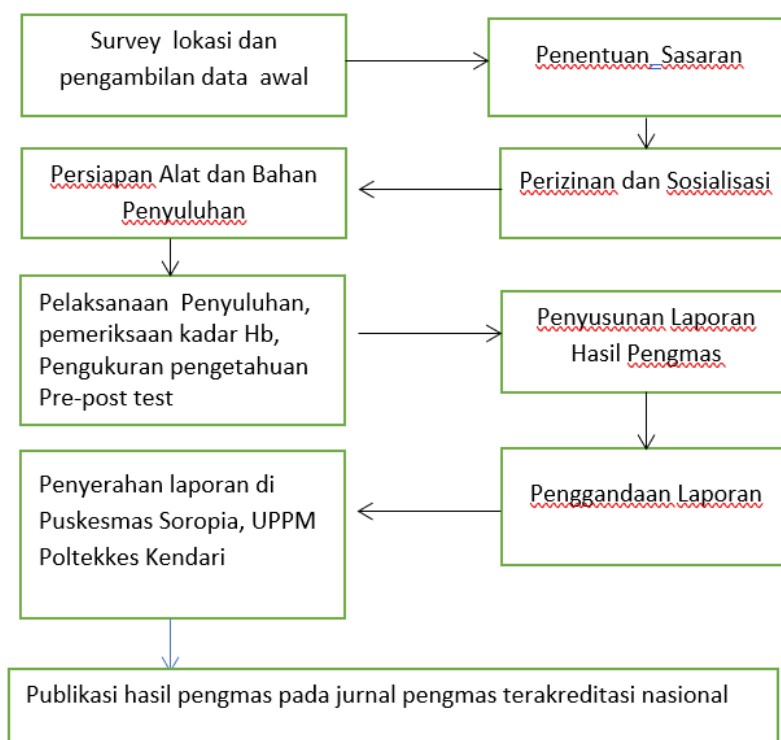 Survey lokasi dan
pengambilan data awal
Penentuan Sasaran
Perizinan dan Sosialisasi
Persiapan Alat dan Bahan
Penyuluhan
Pelaksanaan Penyuluhan,
pemeriksaan kadar Hb,
Pengukuran pengetahuan
Pre-post test
Penyusunan Laporan
Hasil Pengmas
Penggandaan Laporan
Penyerahan laporan di
Puskesmas Soropia, UPPM
Poltekkes Kendari
Publikasi hasil pengmas pada jurnal pengmas terakreditasi nasional